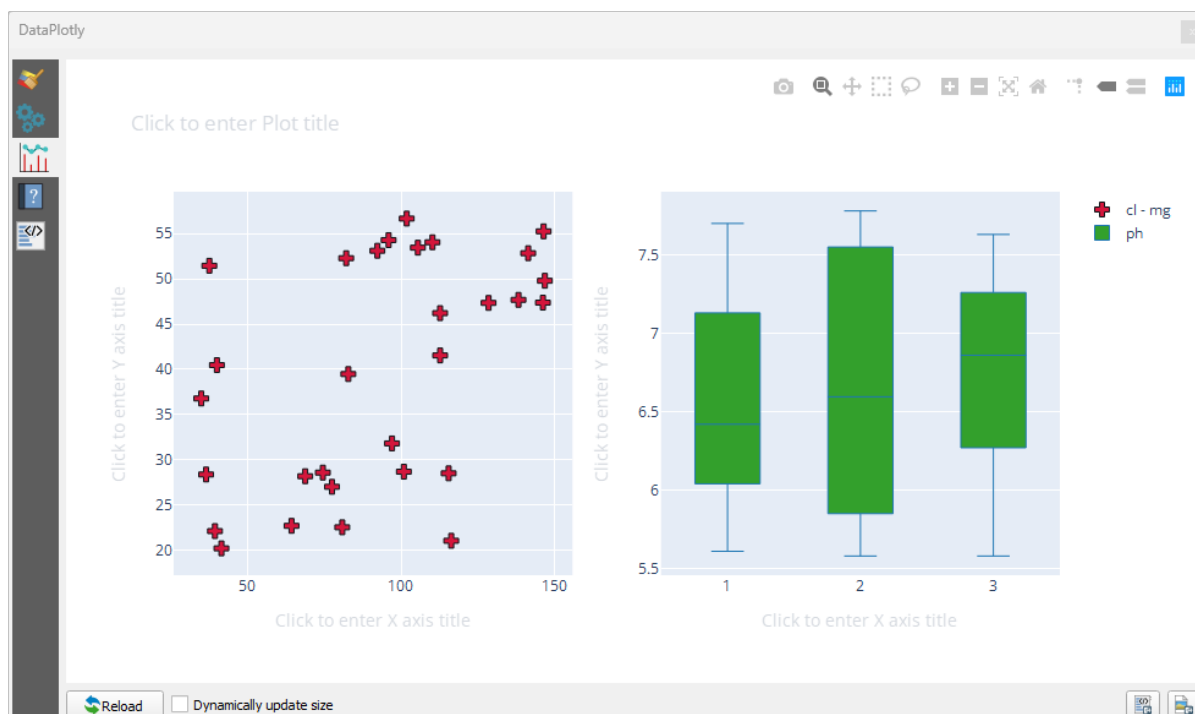 DataPlotly
Click to enter Plot title
55
50
45
40
35
30
25
20
Click to enter Y axis title
50
100
150
Click to enter X axis title
7.5
7
6.5
6
5.5
Click to enter Y axis title
1
2
3
Click to enter X axis title
cl - mg
ph
Reload
Dynamically update size